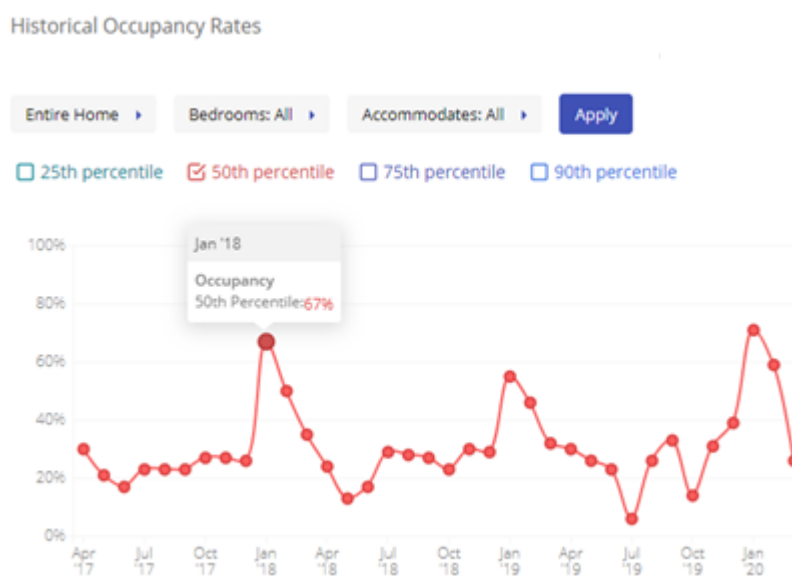 Historical Occupancy Rates
Entire Home Bedrooms: All Accommodates: All Apply
25th percentile 50th percentile 75th percentile 90th percentile
Jan '18
Occupancy
50th Percentile:67%
100%
80%
60%
40%
20%
0%
Apr '17
Jul '17
Oct '17
Jan '18
Apr '18
Jul '18
Oct '18
Jan '19
Apr '19
Jul '19
Oct '19
Jan '20